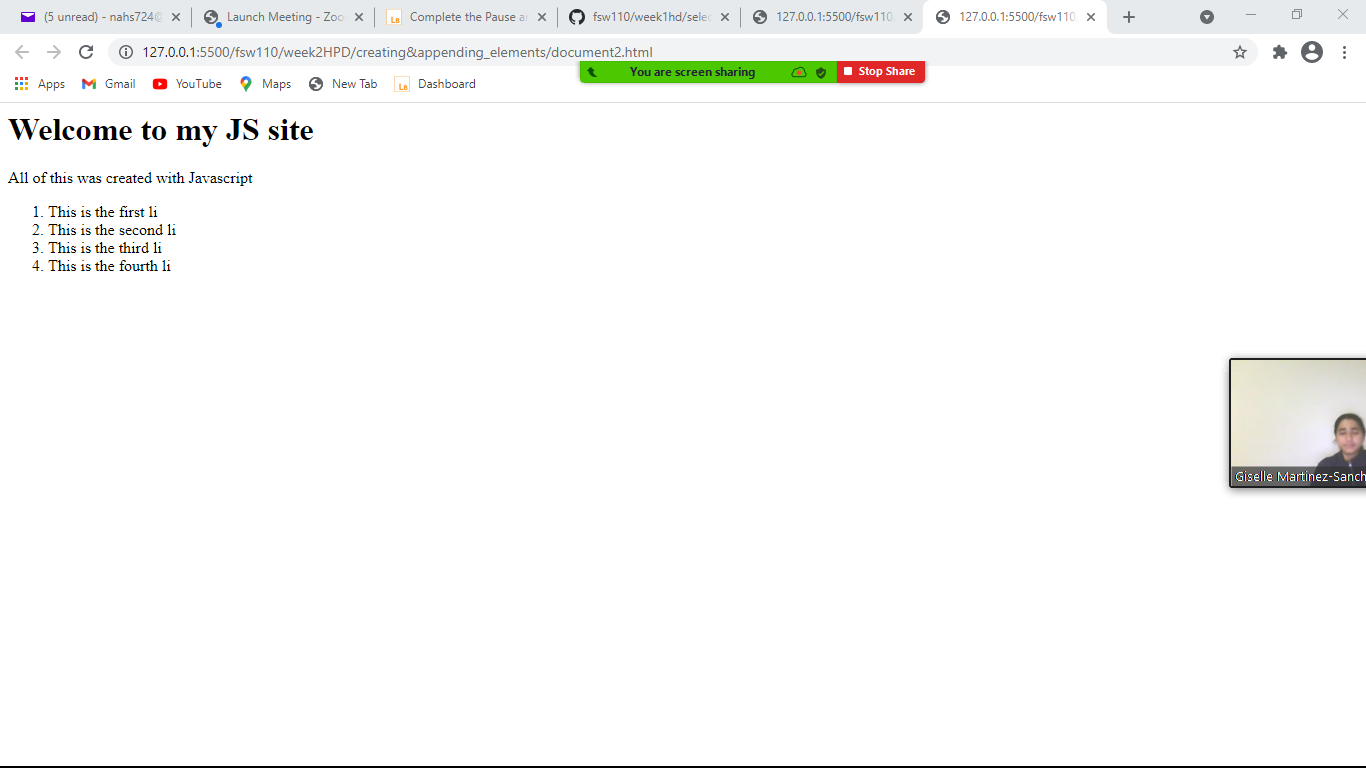 (5 unread) - nahs724@
Launch Meeting - Zoo
Complete the Pause a
fsw110/week1hd/selec
127.0.0.1:5500/fsw110
127.0.0.1:5500/fsw110
127.0.0.1:5500/fsw110/week2HPD/creating&appending_elements/document2.html
You are screen sharing
Stop Share
Apps
Gmail
YouTube
Maps
New Tab
LB Dashboard
Welcome to my JS site
All of this was created with Javascript
1. This is the first li
2. This is the second li
3. This is the third li
4. This is the fourth li
Giselle Martinez-Sanch